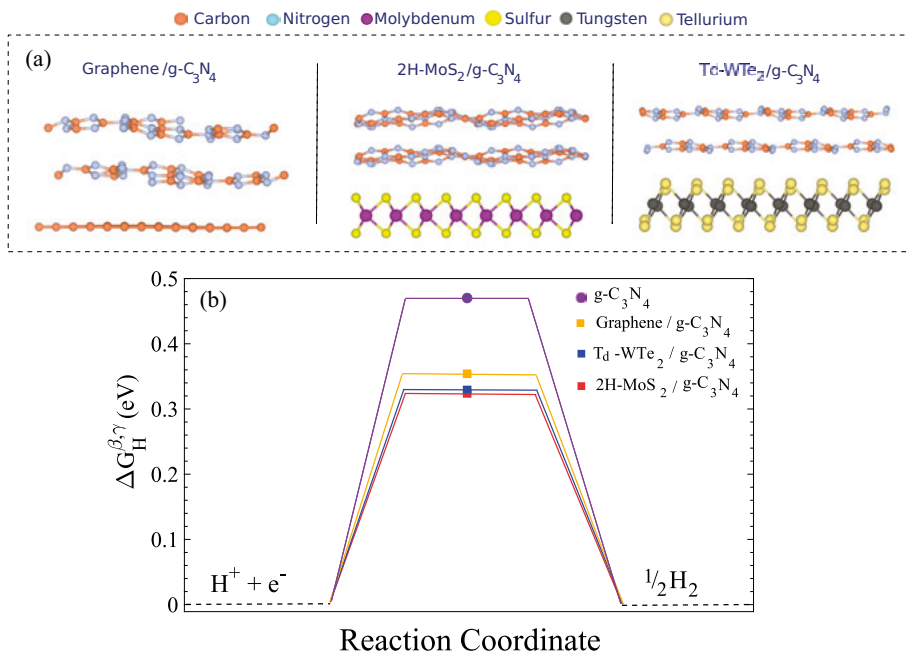 Carbon Nitrogen Molybdenum Sulfur Tungsten Tellurium
(a)
Graphene/g-C₃N₄
2H-MoS₂/g-C₃N₄
Td-WTe₂/g-C₃N₄
(b)
0.5
0.4
0.3
0.2
0.1
0
ΔG_H^β,γ (eV)
g-C₃N₄
Graphene / g-C₃N₄
Td -WTe₂ / g-C₃N₄
2H-MoS₂ / g-C₃N₄
H⁺ + e⁻
½H₂
Reaction Coordinate